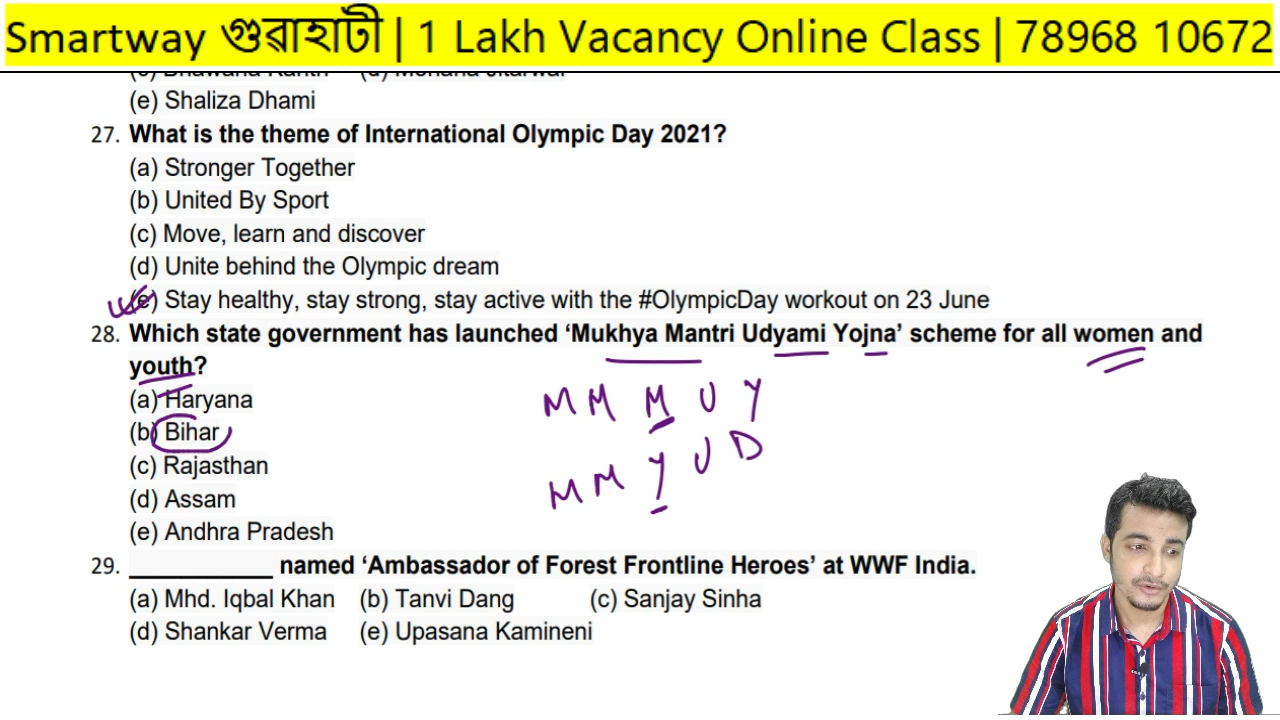 Smartway গুৱাহাটী | 1 Lakh Vacancy Online Class | 78968 10672
(c) Bhawana Kanth (d) Mohana Jitarwal
(e) Shaliza Dhami
27. What is the theme of International Olympic Day 2021?
(a) Stronger Together
(b) United By Sport
(c) Move, learn and discover
(d) Unite behind the Olympic dream
(e) Stay healthy, stay strong, stay active with the #OlympicDay workout on 23 June
28. Which state government has launched ‘Mukhya Mantri Udyami Yojna’ scheme for all women and
youth?
(a) Haryana
M M M U Y
(b) Bihar
(c) Rajasthan
M M Y U D
(d) Assam
(e) Andhra Pradesh
29. ____________ named ‘Ambassador of Forest Frontline Heroes’ at WWF India.
(a) Mhd. Iqbal Khan (b) Tanvi Dang (c) Sanjay Sinha
(d) Shankar Verma (e) Upasana Kamineni